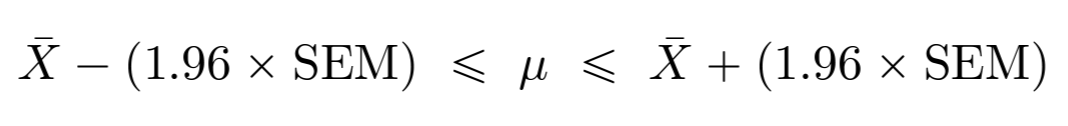 X̄ − (1.96 × SEM) ⩽ μ ⩽ X̄ + (1.96 × SEM)